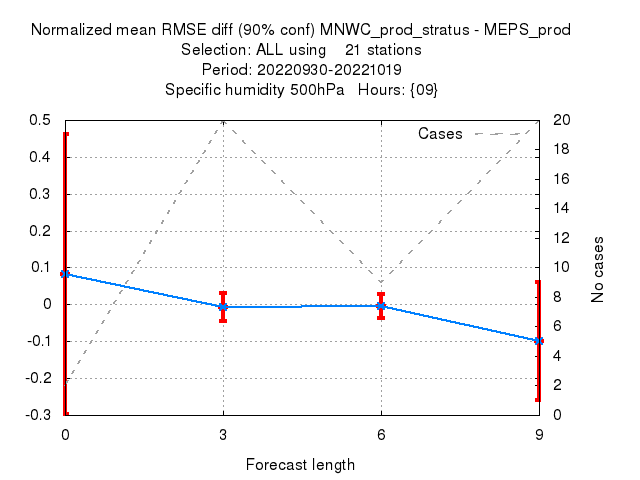 Normalized mean RMSE diff (90% conf) MNWC_prod_stratus - MEPS_prod
Selection: ALL using 21 stations
Period: 20220930-20221019
Specific humidity 500hPa Hours: {09}
Cases
0.5
0.4
0.3
0.2
0.1
0
-0.1
-0.2
-0.3
20
18
16
14
12
10
8
6
4
2
0
No cases
0 3 6 9
Forecast length